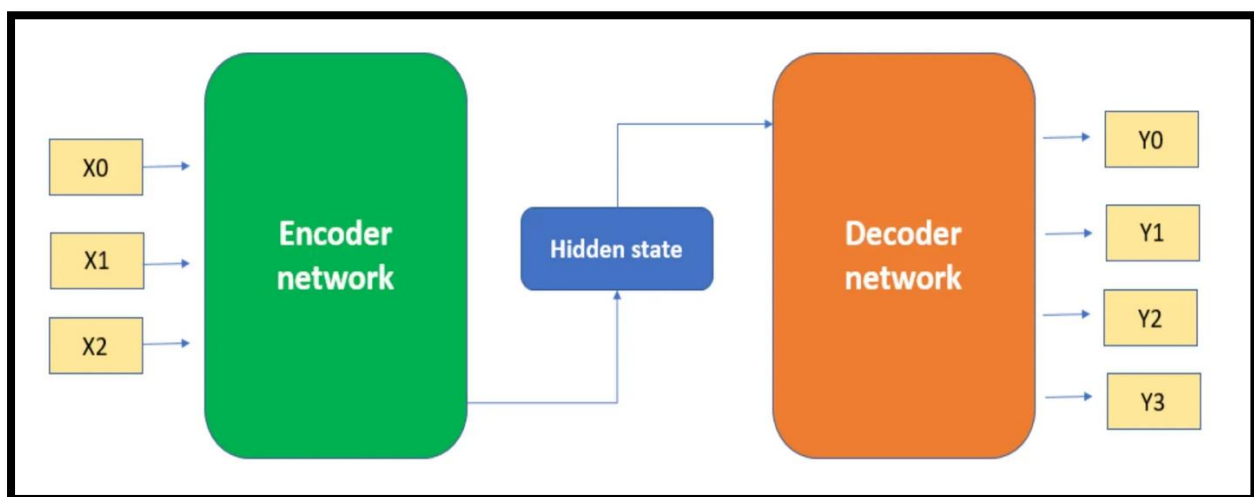 X0
X1
X2
Encoder
network
Hidden state
Decoder
network
Y0
Y1
Y2
Y3